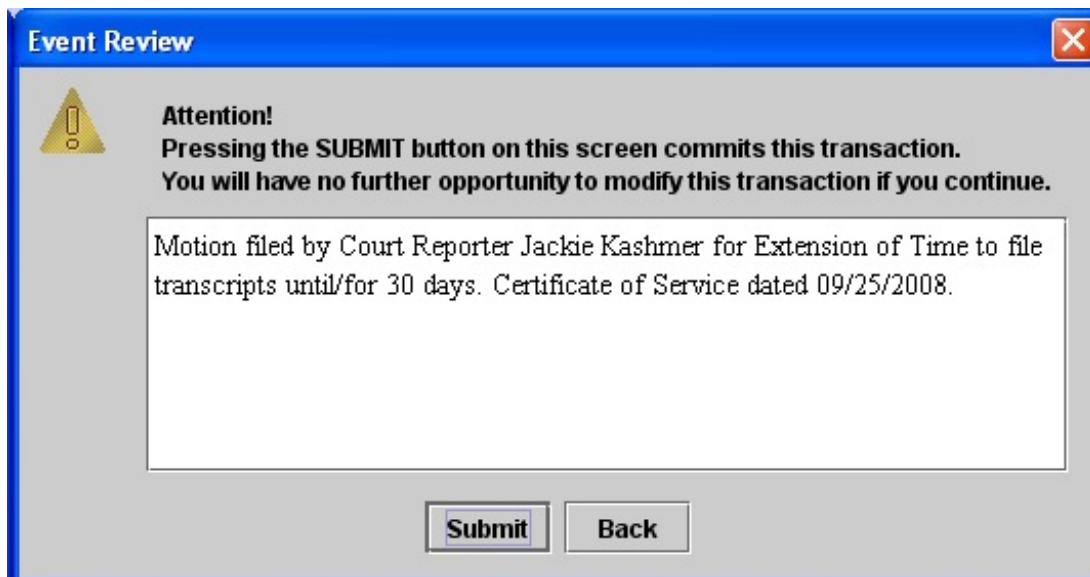 Event Review
Attention!
Pressing the SUBMIT button on this screen commits this transaction.
You will have no further opportunity to modify this transaction if you continue.
Motion filed by Court Reporter Jackie Kashmer for Extension of Time to file
transcripts until/for 30 days. Certificate of Service dated 09/25/2008.
Submit
Back